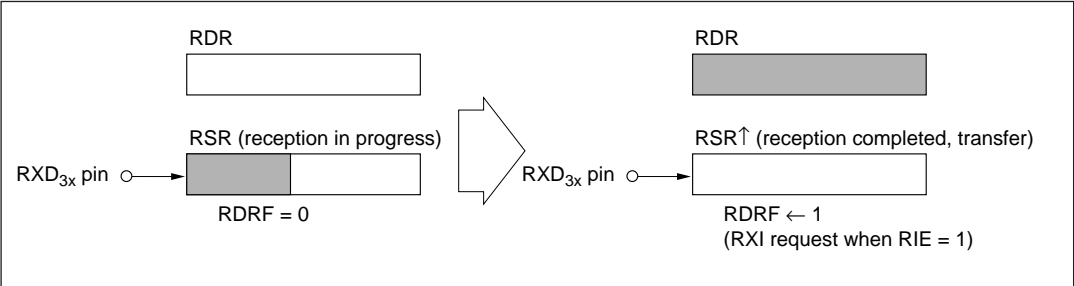 RDR
RSR (reception in progress)
RXD3x pin
RDRF = 0
RDR
RSR↑ (reception completed, transfer)
RXD3x pin
RDRF ← 1
(RXI request when RIE = 1)